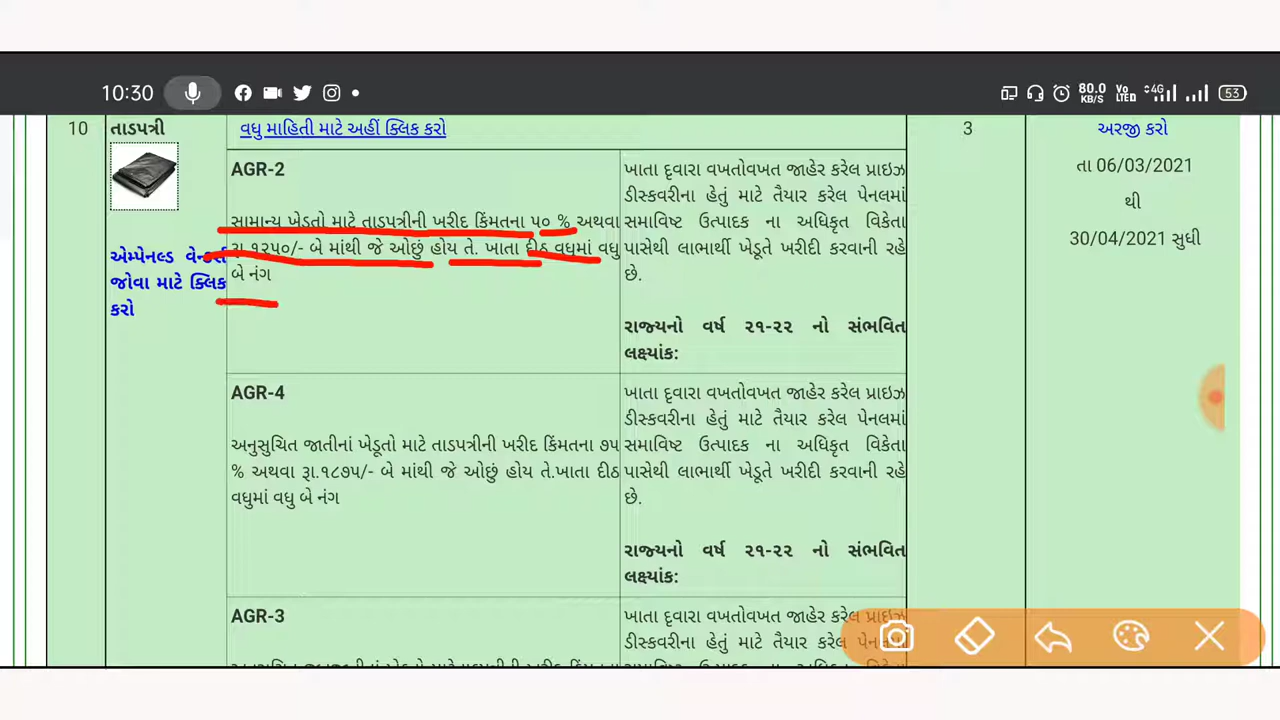 10:30
80.0
KB/S
Vo
LTED
4G
53
10
તાડપત્રી
વધુ માહિતી માટે અહીં ક્લિક કરો
3
અરજી કરો
તા 06/03/2021
થી
30/04/2021 સુધી
એમ્પેનલ્ડ વેન્ડર્સ
જોવા માટે ક્લિક
કરો
AGR-2
સામાન્ય ખેડતો માટે તાડપત્રીની ખરીદ કિંમતના ૫૦ % અથવા
રૂા.૧૨૫૦/- બે માંથી જે ઓછું હોય તે. ખાતા દીઠ વધુમાં વધુ
બે નંગ
ખાતા દૃવારા વખતોવખત જાહેર કરેલ પ્રાઇઝ
ડીસ્કવરીના હેતું માટે તૈયાર કરેલ પેનલમાં
સમાવિષ્ટ ઉત્પાદક ના અધિકૃત વિકેતા
પાસેથી લાભાર્થી ખેડૂતે ખરીદી કરવાની રહે
છે.
રાજ્યનો વર્ષ ૨૧-૨૨ નો સંભવિત
લક્ષ્યાંક:
AGR-4
અનુસુચિત જાતીનાં ખેડૂતો માટે તાડપત્રીની ખરીદ કિંમતના ૭૫
% અથવા રૂા.૧૮૭૫/- બે માંથી જે ઓછું હોય તે.ખાતા દીઠ
વધુમાં વધુ બે નંગ
ખાતા દૃવારા વખતોવખત જાહેર કરેલ પ્રાઇઝ
ડીસ્કવરીના હેતું માટે તૈયાર કરેલ પેનલમાં
સમાવિષ્ટ ઉત્પાદક ના અધિકૃત વિકેતા
પાસેથી લાભાર્થી ખેડૂતે ખરીદી કરવાની રહે
છે.
રાજ્યનો વર્ષ ૨૧-૨૨ નો સંભવિત
લક્ષ્યાંક:
AGR-3
ખાતા દૃવારા વખતોવખત જાહેર કરેલ પ્રાઇઝ
ડીસ્કવરીના હેતું માટે તૈયાર કરેલ